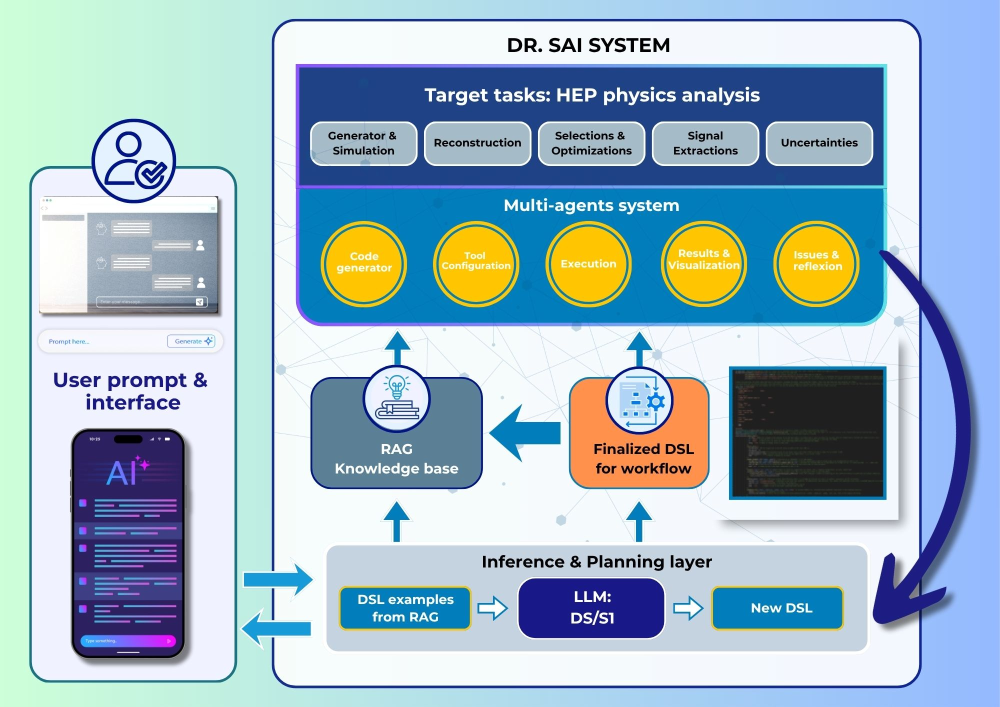 DR. SAI SYSTEM
Target tasks: HEP physics analysis
Generator &
Simulation
Reconstruction
Selections &
Optimizations
Signal
Extractions
Uncertainties
Multi-agents system
Code
generator
Tool
Configuration
Execution
Results &
Visualization
Issues &
reflexion
Enter your message...
Prompt here...
Generate
User prompt &
interface
10:25
AI
Type something..
RAG
Knowledge base
Finalized DSL
for workflow
Inference & Planning layer
DSL examples
from RAG
LLM:
DS/S1
New DSL